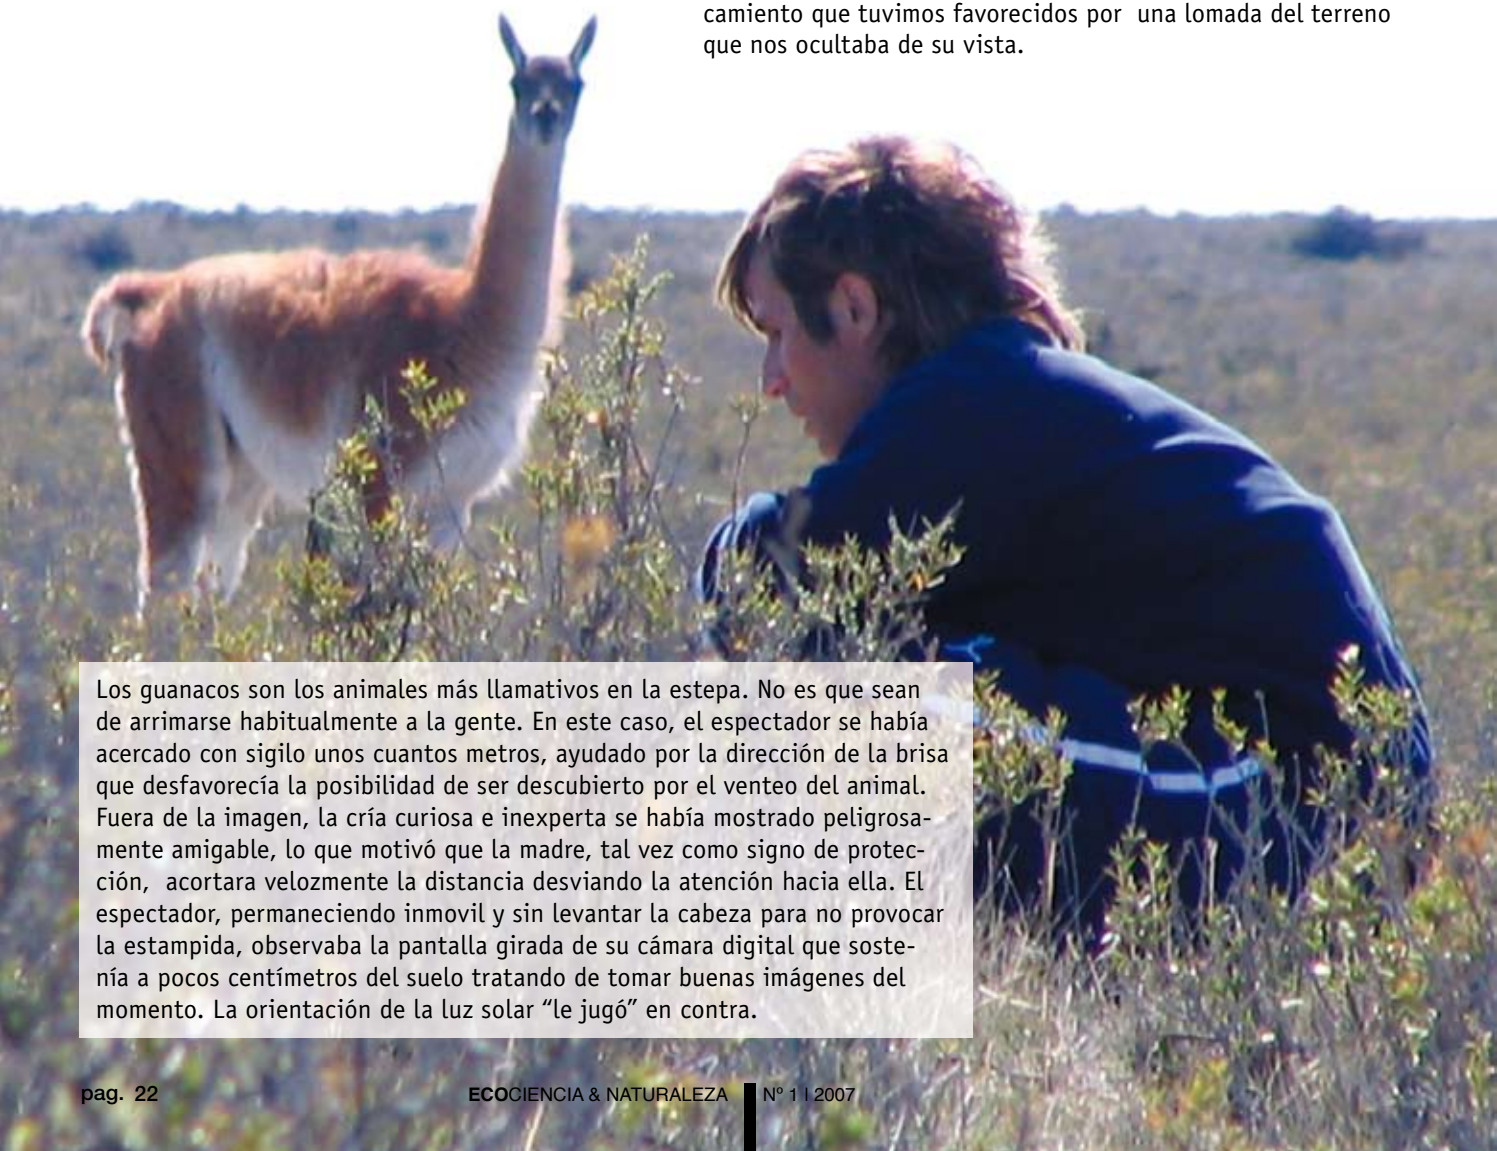 camiento que tuvimos favorecidos por una lomada del terreno
que nos ocultaba de su vista.
Los guanacos son los animales más llamativos en la estepa. No es que sean
de arrimarse habitualmente a la gente. En este caso, el espectador se había
acercado con sigilo unos cuantos metros, ayudado por la dirección de la brisa
que desfavorecía la posibilidad de ser descubierto por el venteo del animal.
Fuera de la imagen, la cría curiosa e inexperta se había mostrado peligrosa-
mente amigable, lo que motivó que la madre, tal vez como signo de protec-
ción, acortara velozmente la distancia desviando la atención hacia ella. El
espectador, permaneciendo inmovil y sin levantar la cabeza para no provocar
la estampida, observaba la pantalla girada de su cámara digital que soste-
nía a pocos centímetros del suelo tratando de tomar buenas imágenes del
momento. La orientación de la luz solar “le jugó” en contra.
pag. 22 ECOCIENCIA & NATURALEZA Nº 1 | 2007